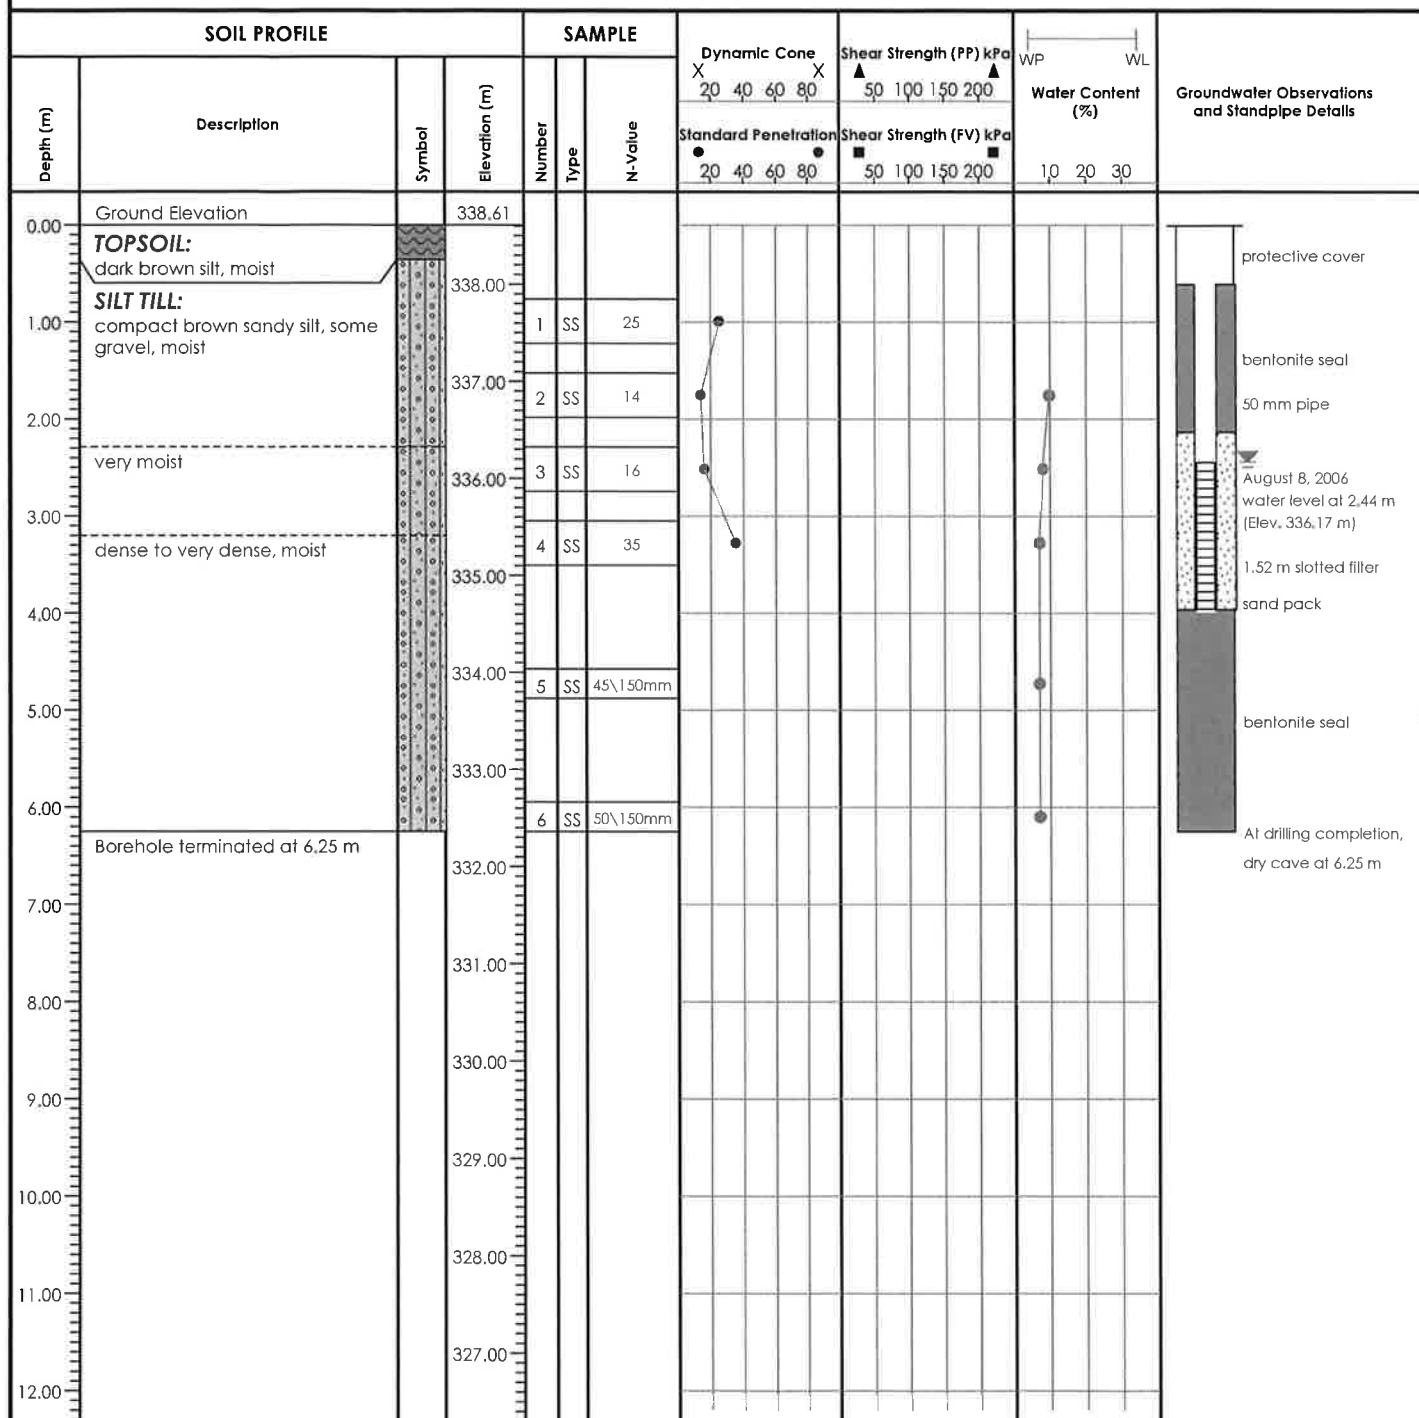 SOIL PROFILE
SAMPLE
Depth (m)
Description
Symbol
Elevation (m)
Number
Type
N-Value
Dynamic Cone
X X
20 40 60 80
Standard Penetration
20 40 60 80
Shear Strength (PP) kPa
50 100 150 200
Shear Strength (FV) kPa
50 100 150 200
WP WL
Water Content
(%)
10 20 30
Groundwater Observations
and Standpipe Details
Ground Elevation 338.61
0.00
TOPSOIL:
dark brown silt, moist
protective cover
338.00
SILT TILL:
1.00
compact brown sandy silt, some
gravel, moist
1 SS 25
bentonite seal
337.00
2 SS 14
50 mm pipe
2.00
very moist
3 SS 16
336.00
August 8, 2006
water level at 2.44 m
(Elev. 336.17 m)
3.00
dense to very dense, moist
4 SS 35
1.52 m slotted filter
335.00
sand pack
4.00
334.00
5 SS 45\150mm
5.00
bentonite seal
333.00
6.00
6 SS 50\150mm
Borehole terminated at 6.25 m
At drilling completion,
dry cave at 6.25 m
332.00
7.00
331.00
8.00
330.00
9.00
329.00
10.00
328.00
11.00
327.00
12.00